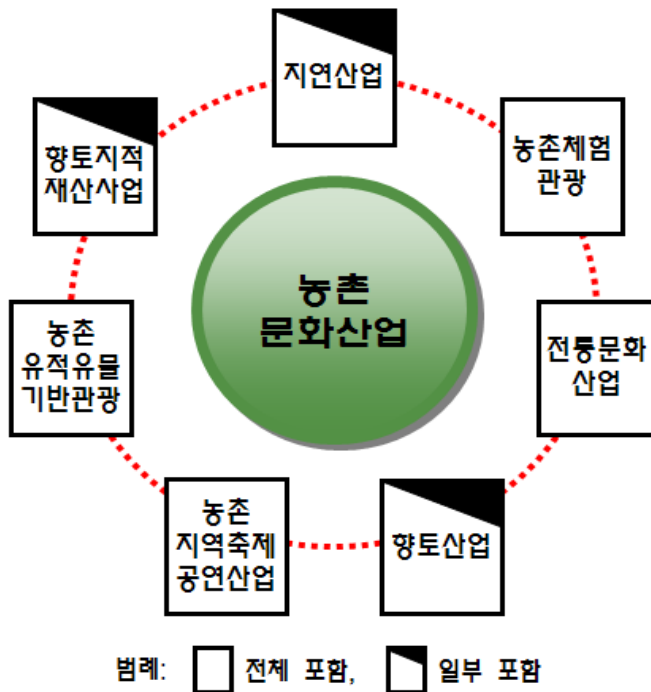 지연산업
농촌체험
관광
향토지적
재산사업
농촌
문화산업
농촌
유적유물
기반관광
전통문화
산업
농촌
지역축제
공연산업
향토산업
범례: 전체 포함, 일부 포함